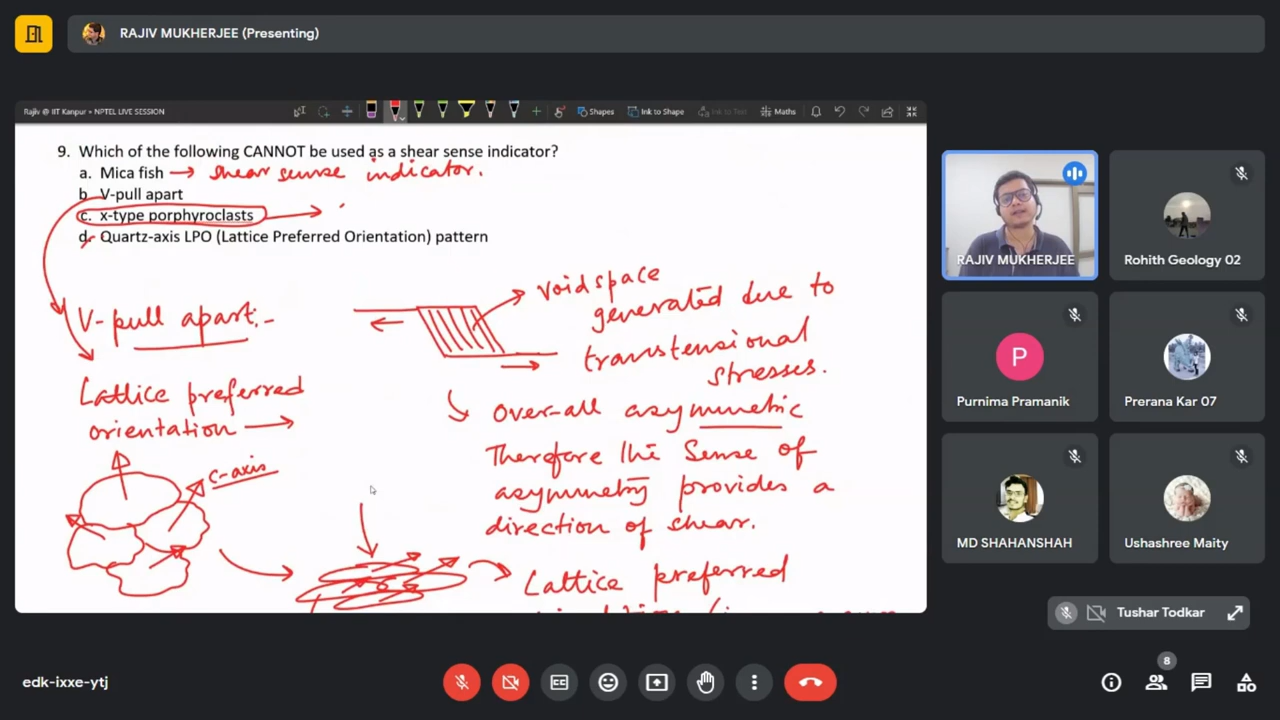 RAJIV MUKHERJEE (Presenting)
Rajiv @ IIT Kanpur » NPTEL LIVE SESSION
Shapes
Ink to Shape
Ink to Text
Maths
9. Which of the following CANNOT be used as a shear sense indicator?
a. Mica fish → shear sense indicator.
b. V-pull apart
c. x-type porphyroclasts
d. Quartz-axis LPO (Lattice Preferred Orientation) pattern
V-pull apart:-
void space
generated due to
transtensional
stresses.
Lattice preferred
orientation
Over-all asymmetric
Therefore the sense of
asymmetry provides a
direction of shear.
c-axis
Lattice preferred
RAJIV MUKHERJEE
Rohith Geology 02
P
Purnima Pramanik
Prerana Kar 07
MD SHAHANSHAH
Ushashree Maity
Tushar Todkar
edk-ixxe-ytj
8